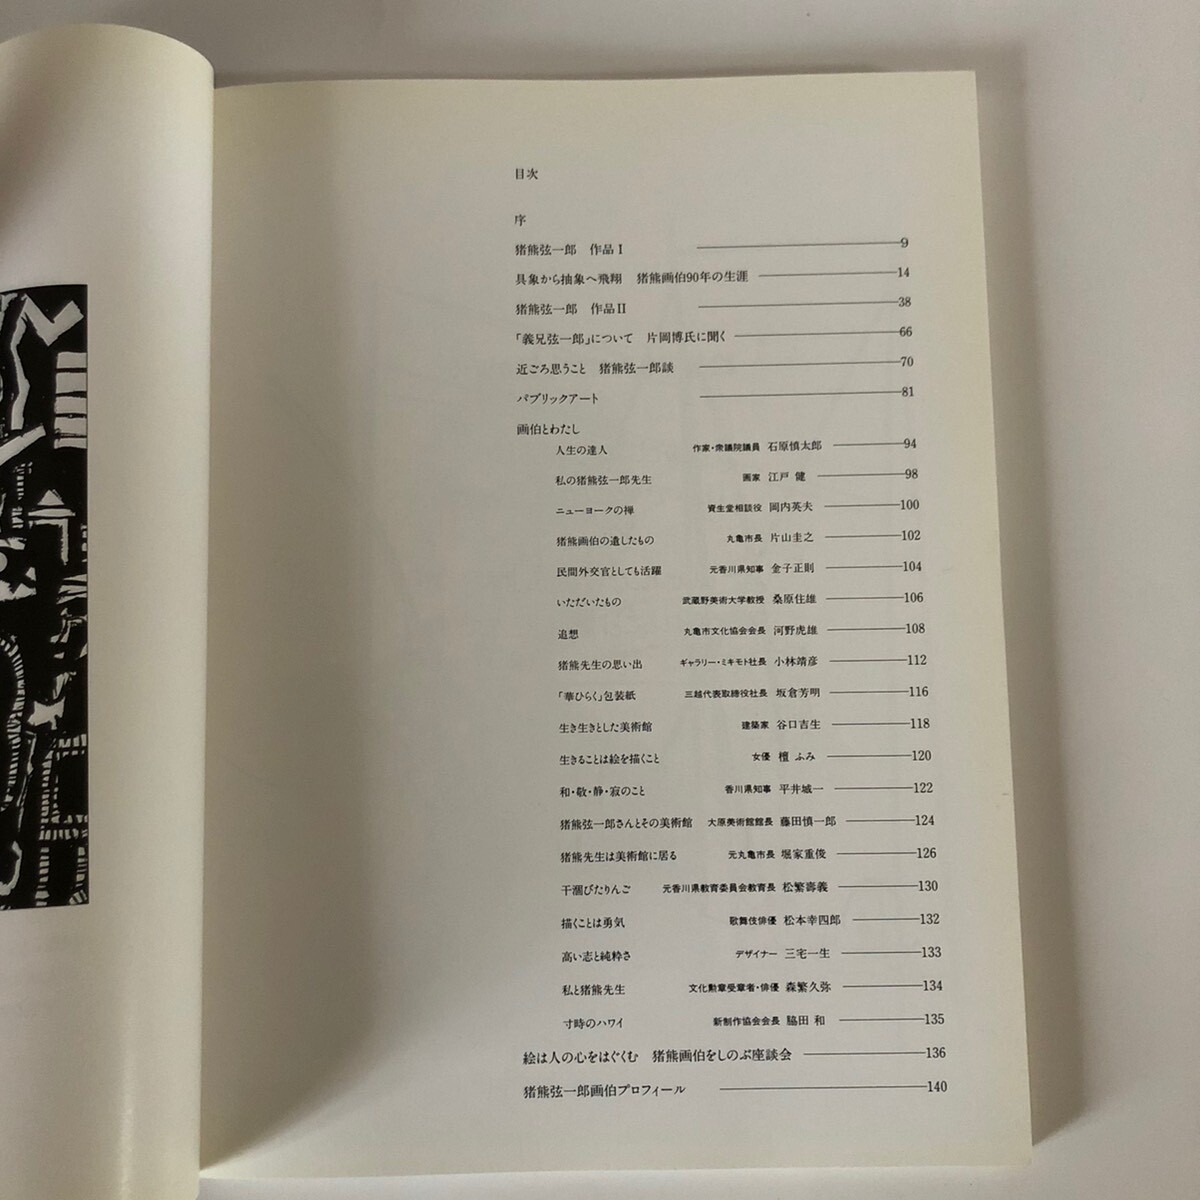 目次
序
猪熊弦一郎　作品I 9
具象から抽象へ飛翔　猪熊画伯90年の生涯 14
猪熊弦一郎　作品II 38
「義兄弦一郎」について　片岡博氏に聞く 66
近ごろ思うこと　猪熊弦一郎談 70
パブリックアート 81
画伯とわたし
人生の達人　作家・衆議院議員　石原慎太郎 94
私の猪熊弦一郎先生　画家　江戸 健 98
ニューヨークの禅　資生堂相談役　岡内英夫 100
猪熊画伯の遺したもの　丸亀市長　片山圭之 102
民間外交官としても活躍　元香川県知事　金子正則 104
いただいたもの　武蔵野美術大学教授　桑原住雄 106
追想　丸亀市文化協会会長　河野虎雄 108
猪熊先生の思い出　ギャラリー・ミキモト社長　小林靖彦 112
「華ひらく」包装紙　三越代表取締役社長　坂倉芳明 116
生き生きとした美術館　建築家　谷口吉生 118
生きることは絵を描くこと　女優　檀 ふみ 120
和・敬・静・寂のこと　香川県知事　平井城一 122
猪熊弦一郎さんとその美術館　大原美術館館長　藤田慎一郎 124
猪熊先生は美術館に居る　元丸亀市長　堀家重俊 126
干涸びたりんご　元香川県教育委員会教育長　松繁壽義 130
描くことは勇気　歌舞伎俳優　松本幸四郎 132
高い志と純粋さ　デザイナー　三宅一生 133
私と猪熊先生　文化勲章受章者・俳優　森繁久弥 134
寸時のハワイ　新制作協会会長　脇田 和 135
絵は人の心をはぐくむ　猪熊画伯をしのぶ座談会 136
猪熊弦一郎画伯プロフィール 140